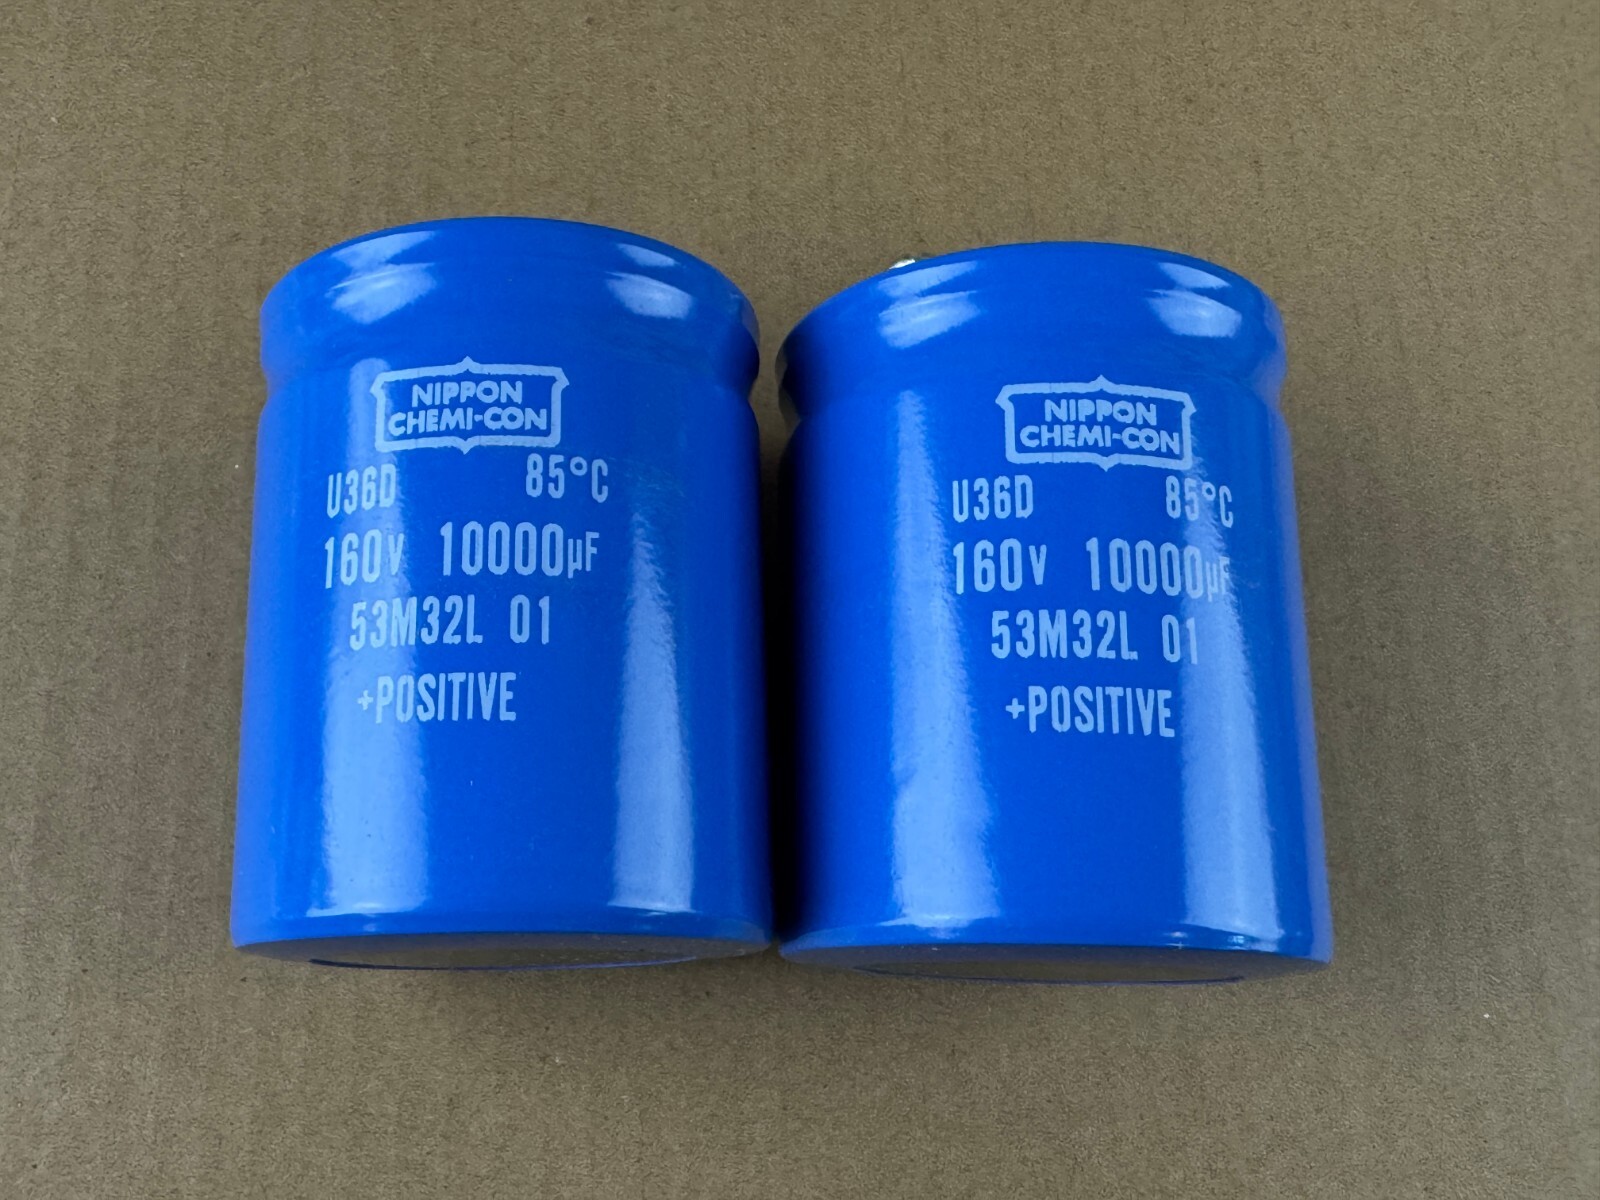 NIPPON
CHEMI-CON
U36D 85°C
160V 10000µF
53M32L 01
+POSITIVE
NIPPON
CHEMI-CON
U36D 85°C
160V 10000µF
53M32L 01
+POSITIVE